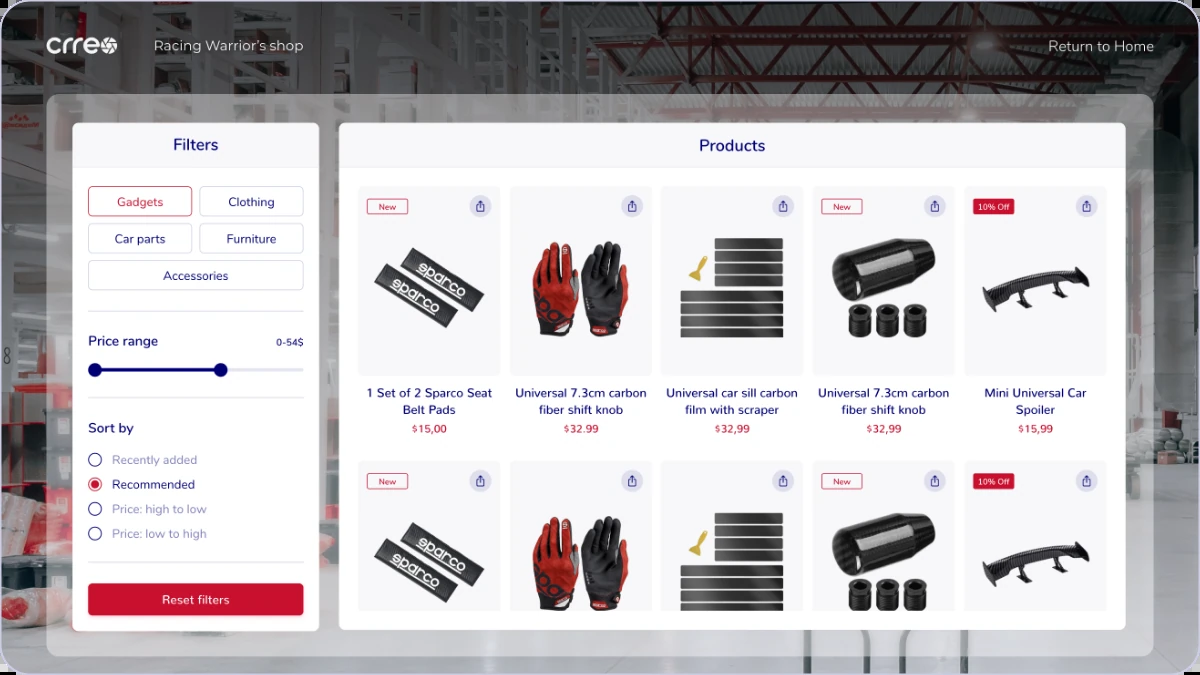 crreo
Racing Warrior's shop
Return to Home
Filters
Gadgets
Clothing
Car parts
Furniture
Accessories
Price range
0-54$
Sort by
Recently added
Recommended
Price: high to low
Price: low to high
Reset filters
Products
New
sparco
sparco
1 Set of 2 Sparco Seat
Belt Pads
$15,00
Universal 7.3cm carbon
fiber shift knob
$32.99
Universal car sill carbon
film with scraper
$32,99
New
Universal 7.3cm carbon
fiber shift knob
$32,99
10% Off
Mini Universal Car
Spoiler
$15,99
New
sparco
sparco
New
10% Off